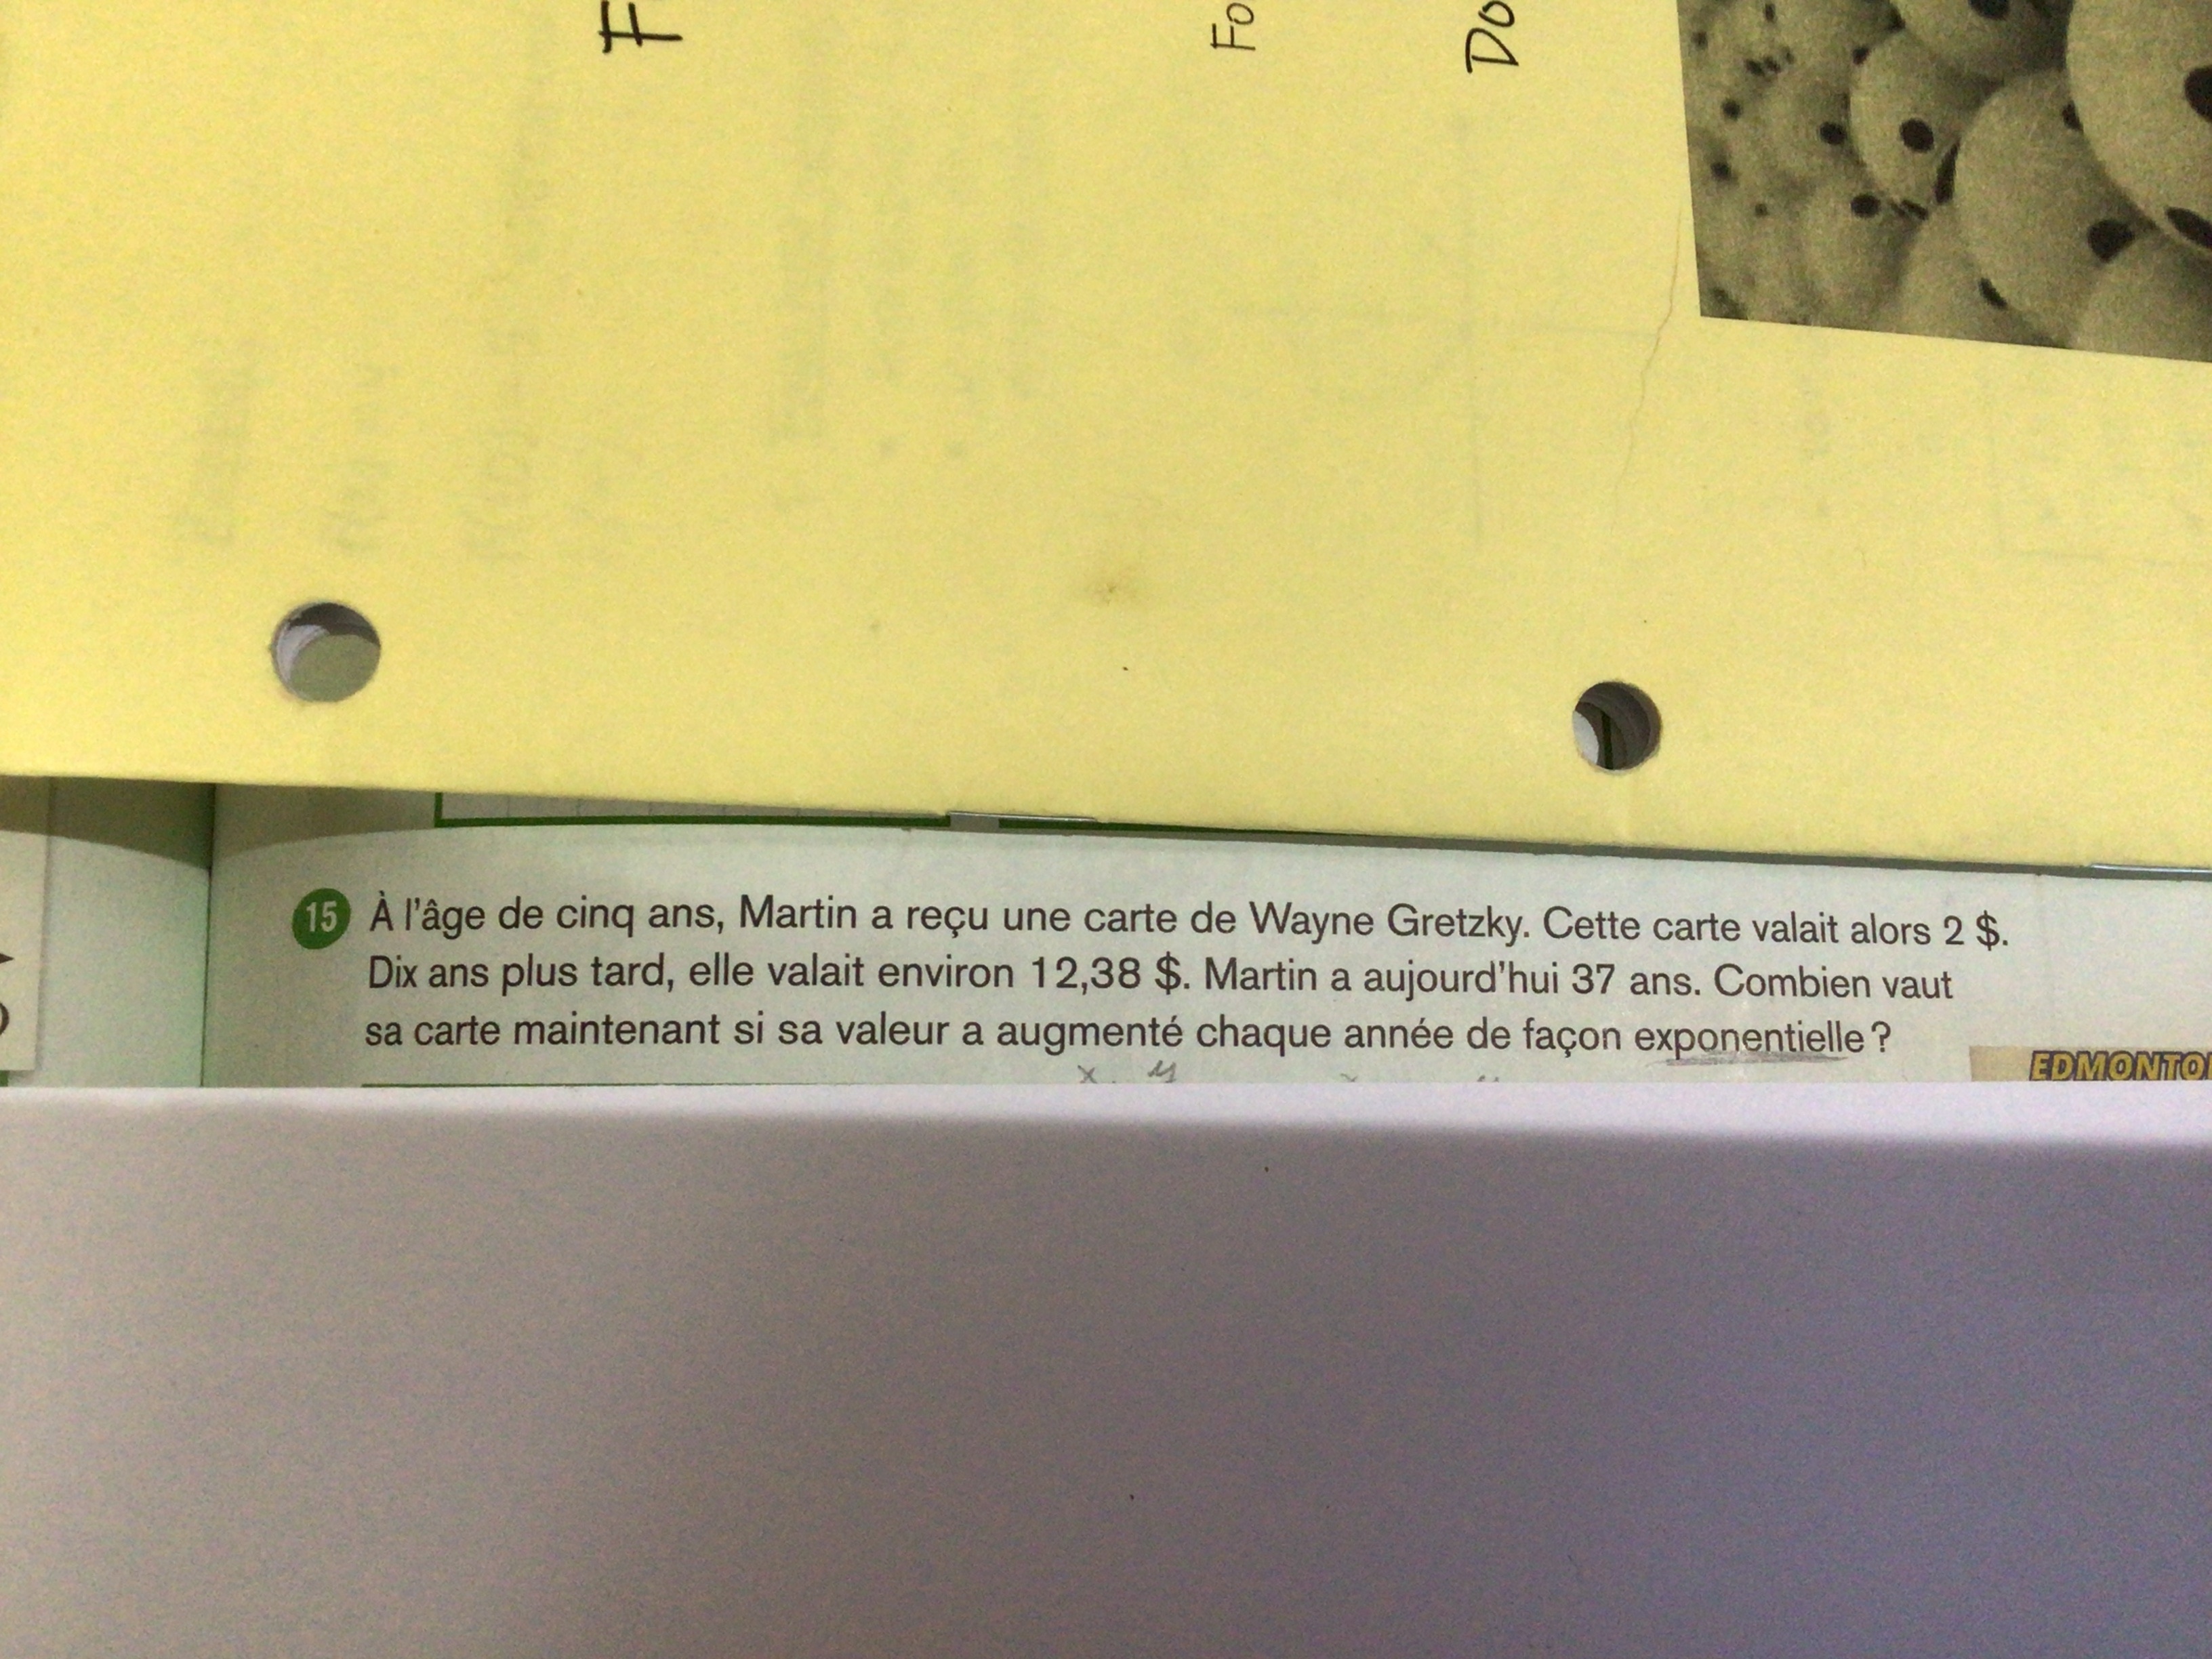 F
Fo
Do
15 À l'âge de cinq ans, Martin a reçu une carte de Wayne Gretzky. Cette carte valait alors 2 $.
Dix ans plus tard, elle valait environ 12,38 $. Martin a aujourd'hui 37 ans. Combien vaut
sa carte maintenant si sa valeur a augmenté chaque année de façon exponentielle ?
x y
EDMONTO